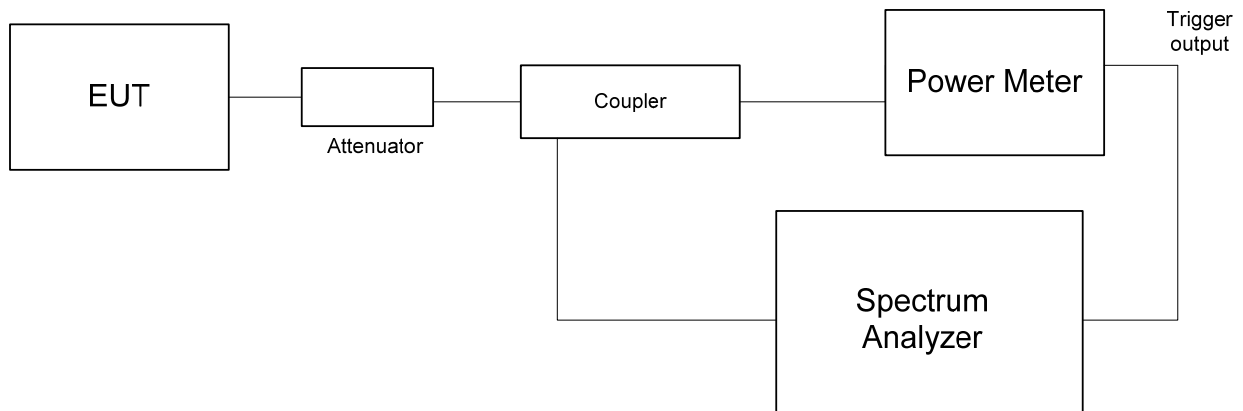 EUT
Attenuator
Coupler
Power Meter
Trigger
output
Spectrum
Analyzer